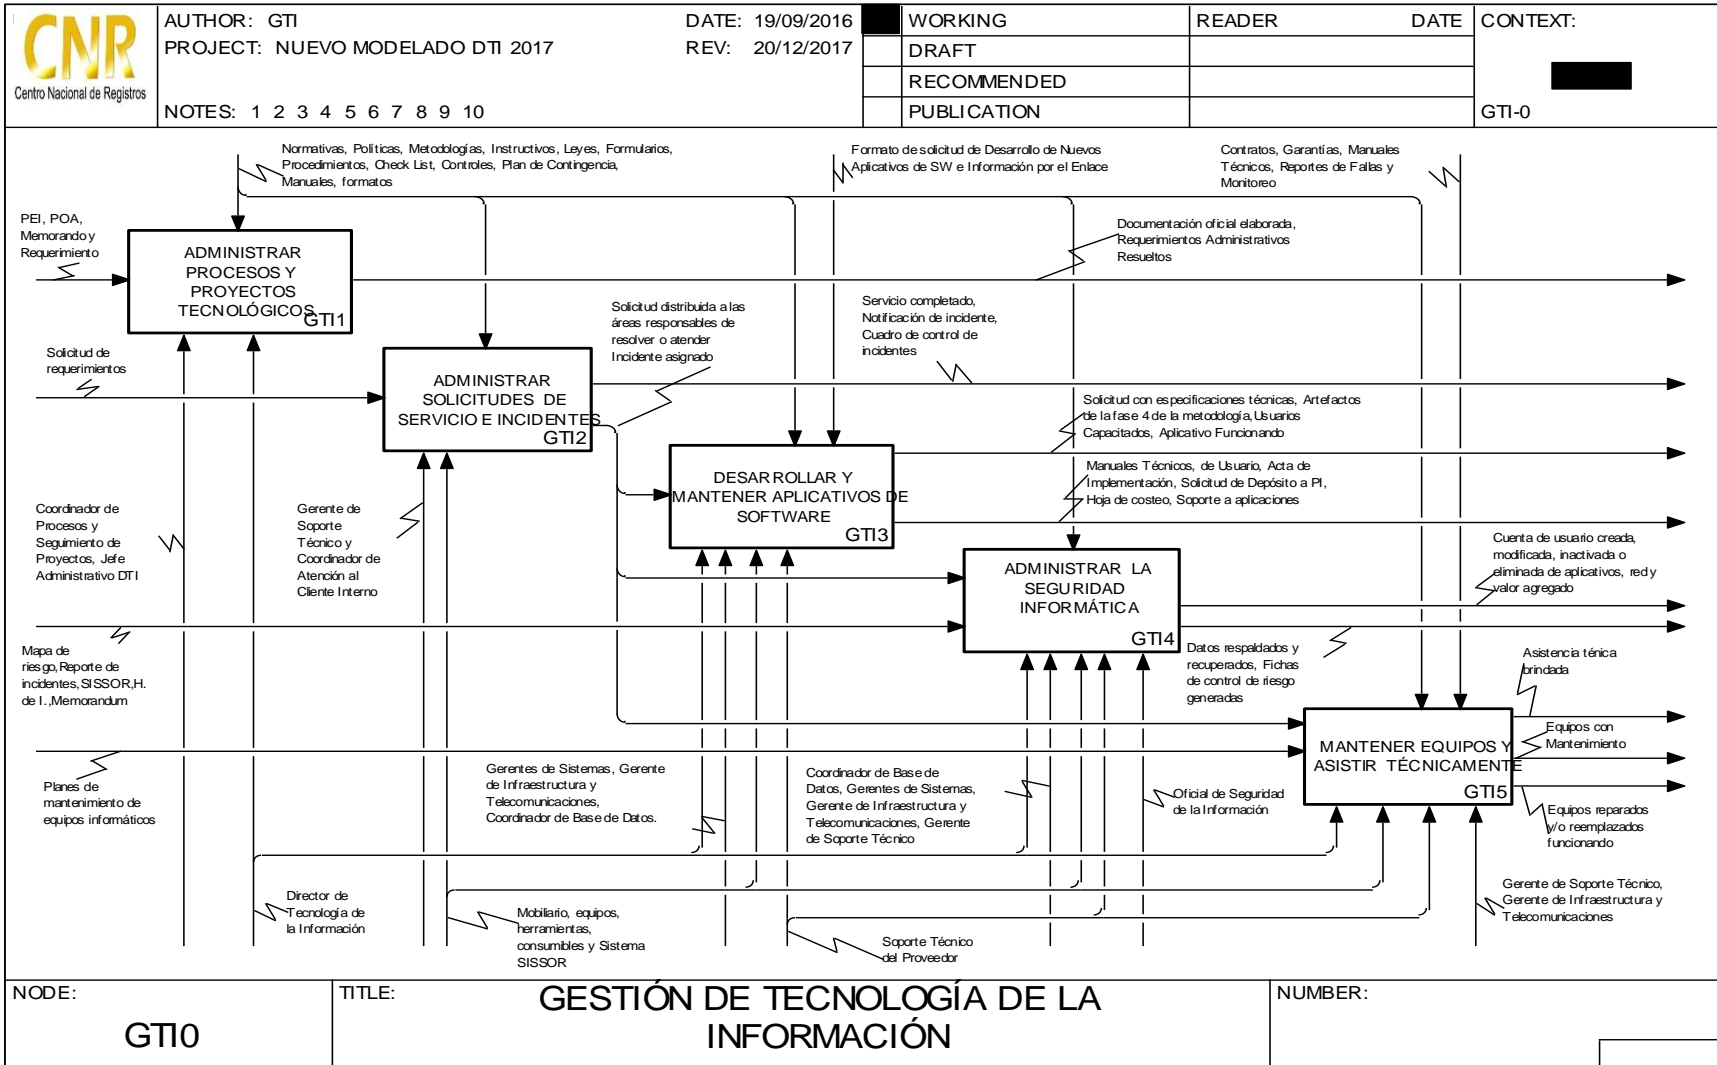 CNR
Centro Nacional de Registros
AUTHOR: GTI
DATE: 19/09/2016
PROJECT: NUEVO MODELADO DTI 2017
REV: 20/12/2017
NOTES: 1 2 3 4 5 6 7 8 9 10
WORKING
DRAFT
RECOMMENDED
PUBLICATION
READER DATE
CONTEXT:
GTI-0
Normativas, Políticas, Metodologías, Instructivos, Leyes, Formularios,
Procedimientos, Check List, Controles, Plan de Contingencia,
Manuales, formatos
Formato de solicitud de Desarrollo de Nuevos
Aplicativos de SW e Información por el Enlace
Contratos, Garantías, Manuales
Técnicos, Reportes de Fallas y
Monitoreo
PEI, POA,
Memorando y
Requerimiento
ADMINISTRAR
PROCESOS Y
PROYECTOS
TECNOLÓGICOS
GTI1
Documentación oficial elaborada,
Requerimientos Administrativos
Resueltos
Solicitud distribuida a las
áreas responsables de
resolver o atender
Incidente asignado
Servicio completado,
Notificación de incidente,
Cuadro de control de
incidentes
Solicitud de
requerimientos
ADMINISTRAR
SOLICITUDES DE
SERVICIO E INCIDENTES
GTI2
Solicitud con especificaciones técnicas, Artefactos
de la fase 4 de la metodología, Usuarios
Capacitados, Aplicativo Funcionando
DESARROLLAR Y
MANTENER APLICATIVOS DE
SOFTWARE
GTI3
Manuales Técnicos, de Usuario, Acta de
Implementación, Solicitud de Depósito a PI,
Hoja de costeo, Soporte a aplicaciones
Coordinador de
Procesos y
Seguimiento de
Proyectos, Jefe
Administrativo DTI
Gerente de
Soporte
Técnico y
Coordinador de
Atención al
Cliente Interno
ADMINISTRAR LA
SEGURIDAD
INFORMÁTICA
GTI4
Cuenta de usuario creada,
modificada, inactivada o
eliminada de aplicativos, red y
valor agregado
Mapa de
riesgo, Reporte de
incidentes, SISSOR, H.
de I., Memorandum
Datos respaldados y
recuperados, Fichas
de control de riesgo
generadas
Asistencia ténica
brindada
MANTENER EQUIPOS Y
ASISTIR TÉCNICAMENTE
GTI5
Equipos con
Mantenimiento
Planes de
mantenimiento de
equipos informáticos
Gerentes de Sistemas, Gerente
de Infraestructura y
Telecomunicaciones,
Coordinador de Base de Datos.
Coordinador de Base de
Datos, Gerentes de Sistemas,
Gerente de Infraestructura y
Telecomunicaciones, Gerente
de Soporte Técnico
Oficial de Seguridad
de la Información
Equipos reparados
y/o reemplazados
funcionando
Director de
Tecnología de
la Información
Mobiliario, equipos,
herramientas,
consumibles y Sistema
SISSOR
Soporte Técnico
del Proveedor
Gerente de Soporte Técnico,
Gerente de Infraestructura y
Telecomunicaciones
NODE:
GTI0
TITLE:
GESTIÓN DE TECNOLOGÍA DE LA
INFORMACIÓN
NUMBER: